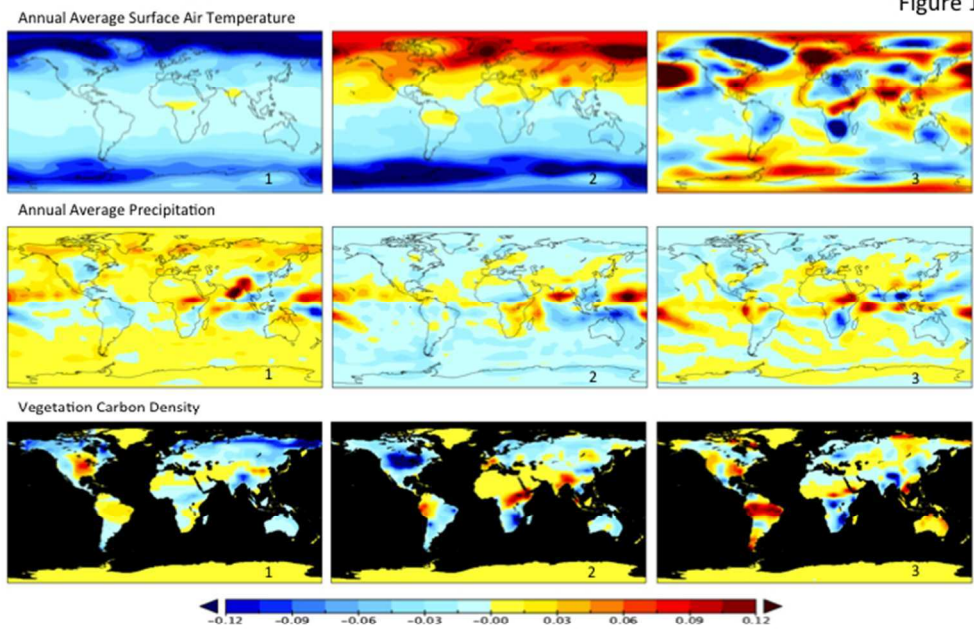 Figure 1
Annual Average Surface Air Temperature
1 2 3
Annual Average Precipitation
1 2 3
Vegetation Carbon Density
1 2 3
-0.12 -0.09 -0.06 -0.03 -0.00 0.03 0.06 0.09 0.12